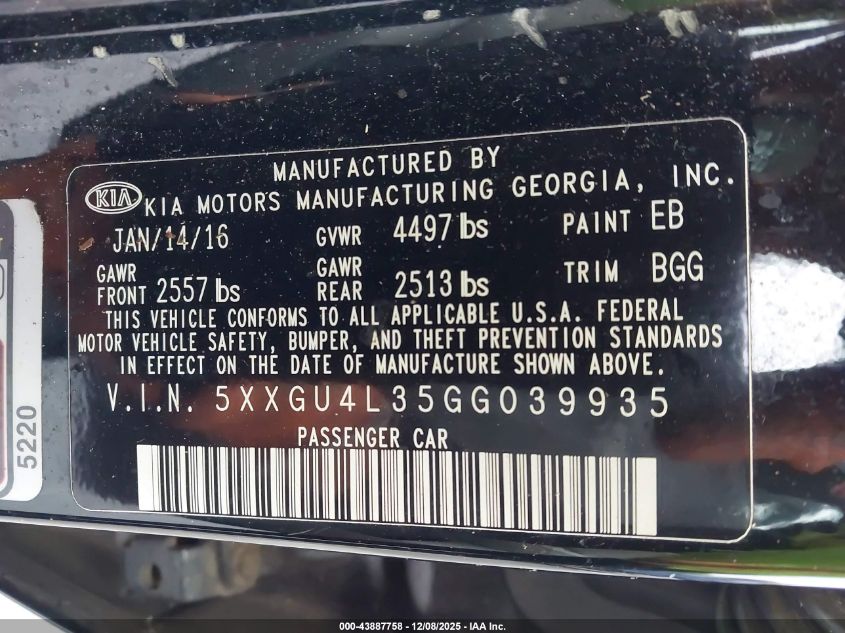 MANUFACTURED BY
KIA KIA MOTORS MANUFACTURING GEORGIA, INC.
JAN/14/16 GVWR 4497 lbs PAINT EB
GAWR FRONT 2557 lbs GAWR REAR 2513 lbs TRIM BGG
THIS VEHICLE CONFORMS TO ALL APPLICABLE U.S.A. FEDERAL
MOTOR VEHICLE SAFETY, BUMPER, AND THEFT PREVENTION STANDARDS
IN EFFECT ON THE DATE OF MANUFACTURE SHOWN ABOVE.
V.I.N. 5XXGU4L35GG039935
PASSENGER CAR
5220
000-43887758 - 12/08/2025 - IAA Inc.